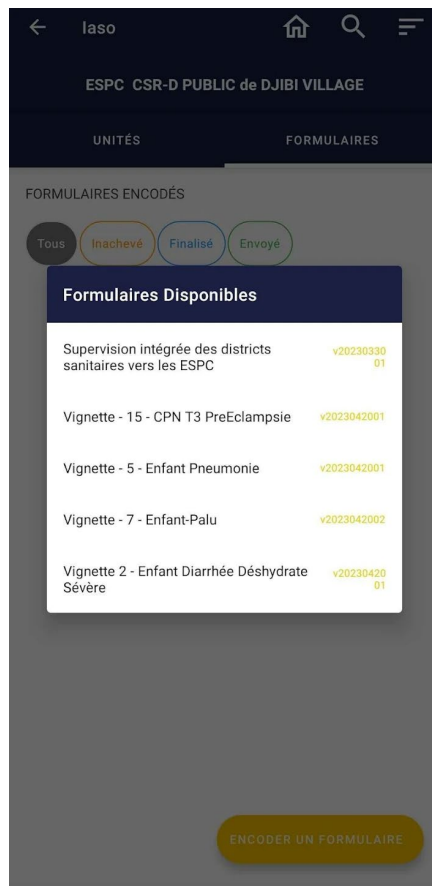 Iaso
ESPC CSR-D PUBLIC de DJIBI VILLAGE
UNITÉS
FORMULAIRES
FORMULAIRES ENCODÉS
Tous
Inachevé
Finalisé
Envoyé
Formulaires Disponibles
Supervision intégrée des districts
sanitaires vers les ESPC
v20230330
01
Vignette - 15 - CPN T3 PreEclampsie
v2023042001
Vignette - 5 - Enfant Pneumonie
v2023042001
Vignette - 7 - Enfant-Palu
v2023042002
Vignette 2 - Enfant Diarrhée Déshydrate
Sévère
v20230420
01
ENCODER UN FORMULAIRE